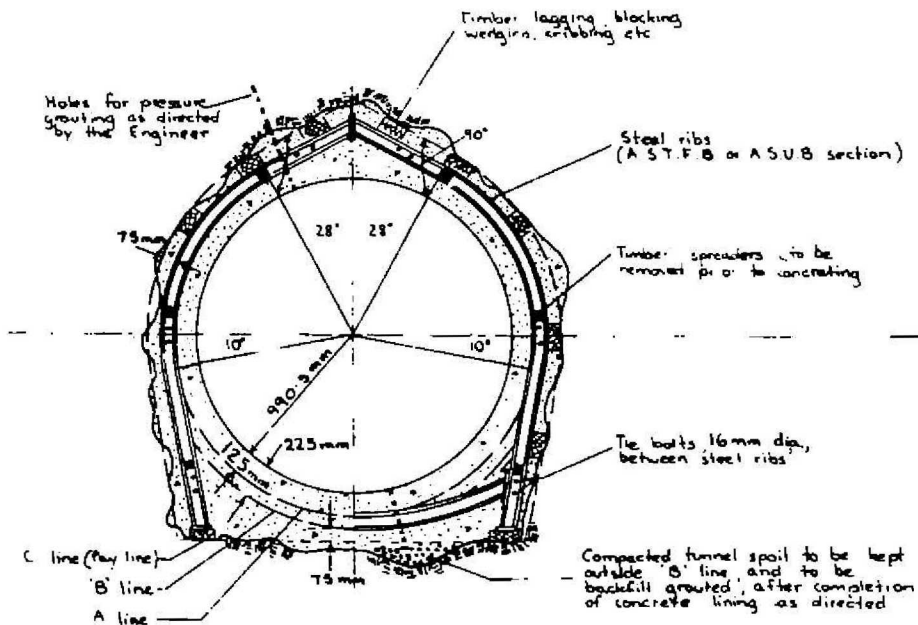 Timber lagging, blocking
wedging, cribbing etc
Holes for pressure
grouting as directed
by the Engineer
90°
Steel ribs
(A.S.T.F.B or A.S.U.B section)
28° 28°
75mm
Timber spreaders to be
removed prior to concreting
10° 10°
990.5 mm
225mm
125mm
Tie bolts, 16mm dia,
between steel ribs
C line (Pay line)
'B' line
A line
75mm
Compacted tunnel spoil to be kept
outside 'B' line and to be
backfill grouted, after completion
of concrete lining as directed